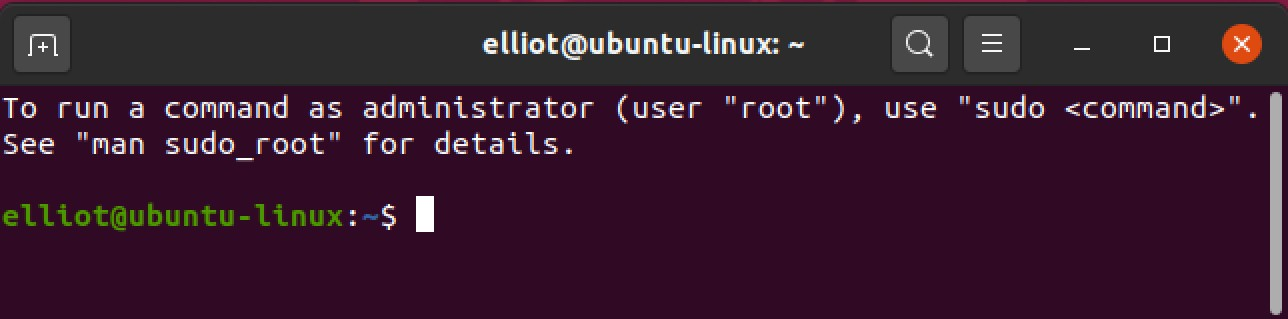 elliot@ubuntu-linux: ~
To run a command as administrator (user "root"), use "sudo <command>".
See "man sudo_root" for details.
elliot@ubuntu-linux:~$